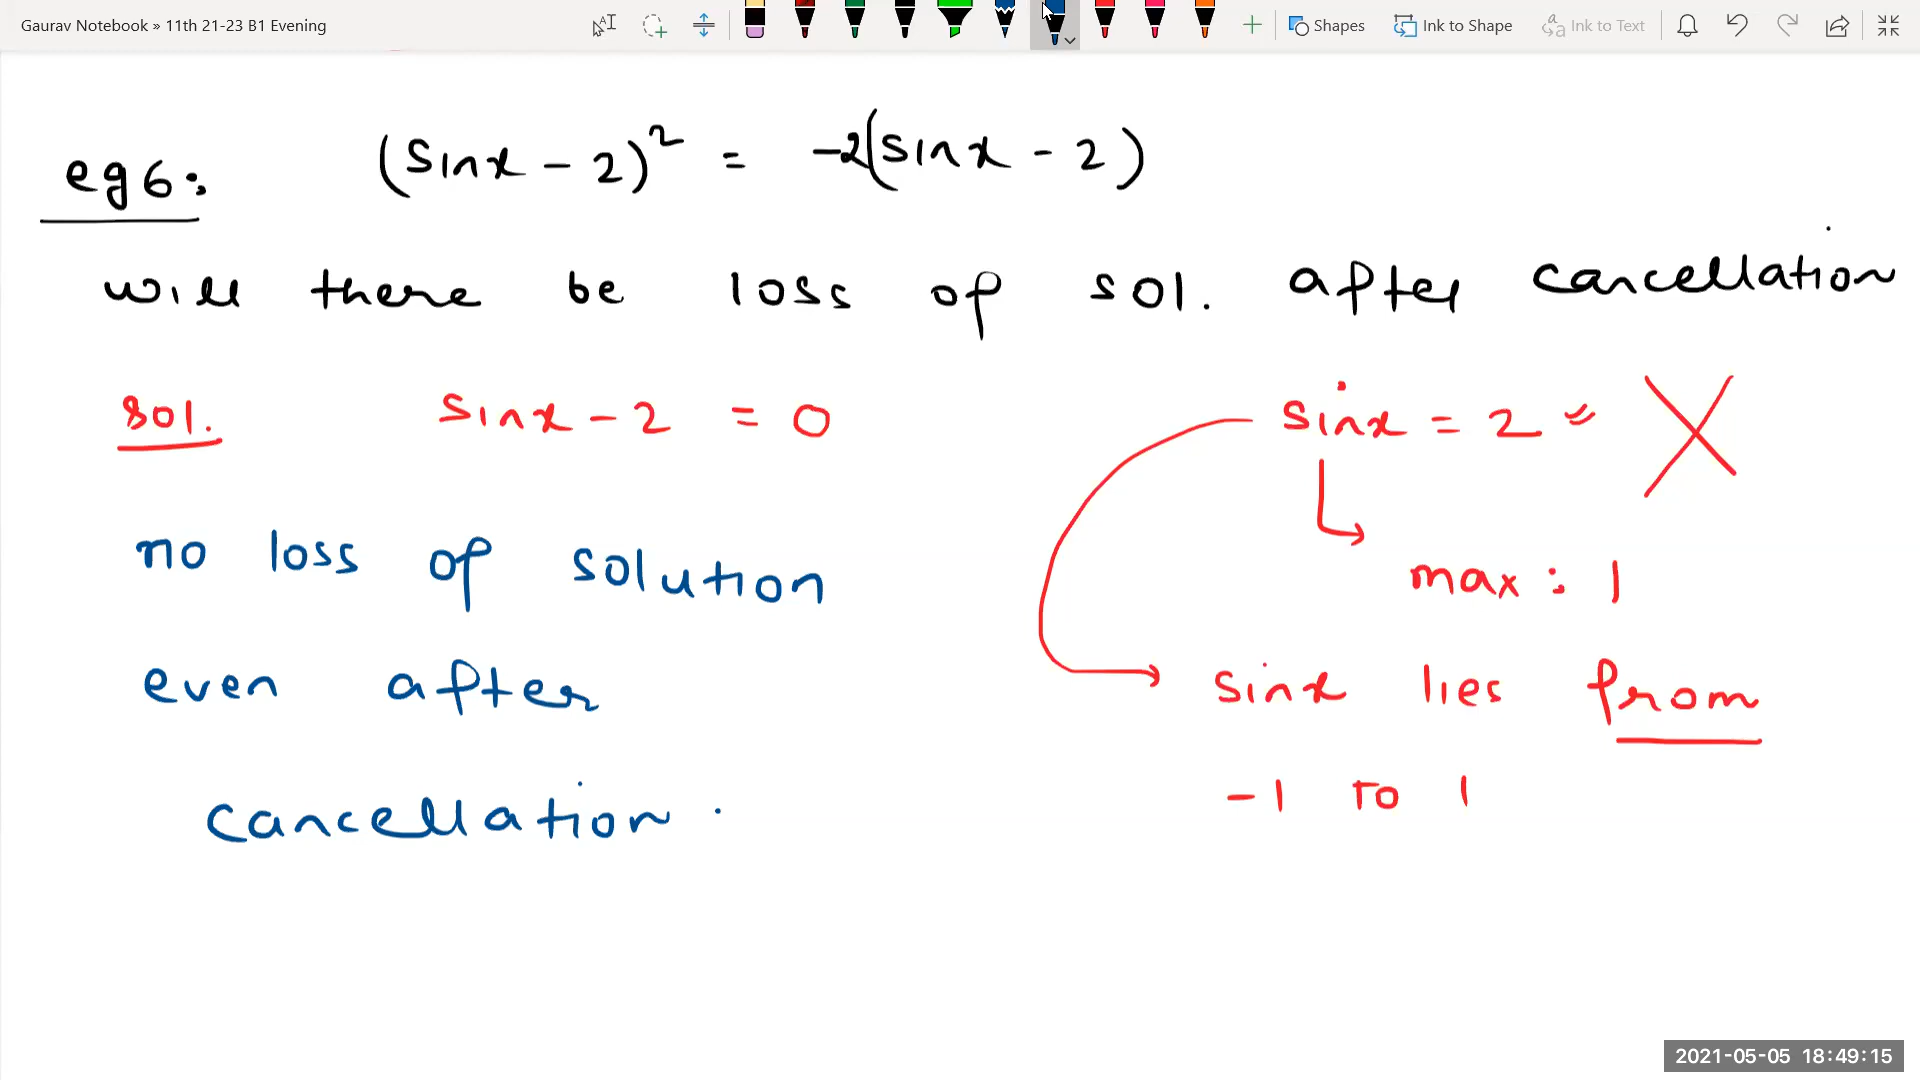 Gaurav Notebook » 11th 21-23 B1 Evening
Shapes Ink to Shape Ink to Text
eg 6: (sinx - 2)² = -2(sinx - 2)
will there be loss of sol. after cancellation
sol. sinx - 2 = 0
sinx = 2
max : 1
sinx lies from
-1 to 1
no loss of solution
even after
cancellation.
2021-05-05 18:49:15